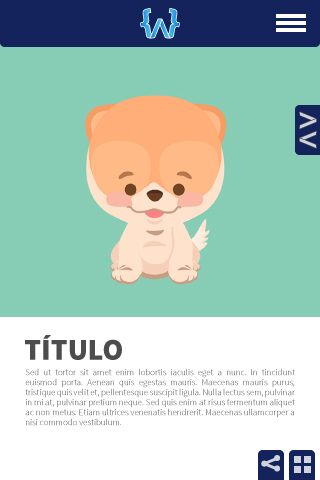 {W}
TÍTULO
Sed ut tortor sit amet enim lobortis iaculis eget a nunc. In tincidunt
euismod porta. Aenean quis egestas mauris. Maecenas mauris purus,
tristique quis velit et, pellentesque suscipit ligula. Nulla lectus sem, pulvinar
in mi at, pulvinar pretium neque. Sed quis enim at risus fermentum aliquet
ac non metus. Etiam ultrices venenatis hendrerit. Maecenas ullamcorper a
nisi commodo vestibulum.